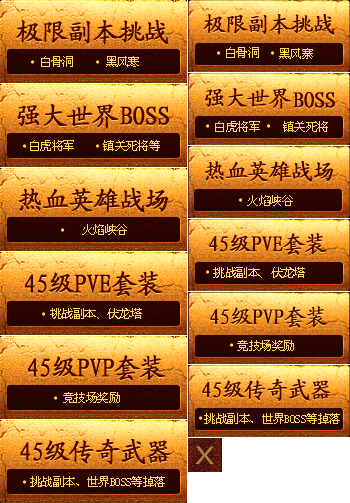 极限副本挑战
• 白骨洞 • 黑风寨
强大世界BOSS
• 白虎将军 • 镇关死将等
热血英雄战场
• 火焰峡谷
45级PVE套装
• 挑战副本、伏龙塔
45级PVP套装
• 竞技场奖励
45级传奇武器
• 挑战副本、世界BOSS等掉落
极限副本挑战
• 白骨洞 • 黑风寨
强大世界BOSS
• 白虎将军 • 镇关死将
热血英雄战场
• 火焰峡谷
45级PVE套装
• 挑战副本、伏龙塔
45级PVP套装
• 竞技场奖励
45级传奇武器
• 挑战副本、世界BOSS等掉落
X